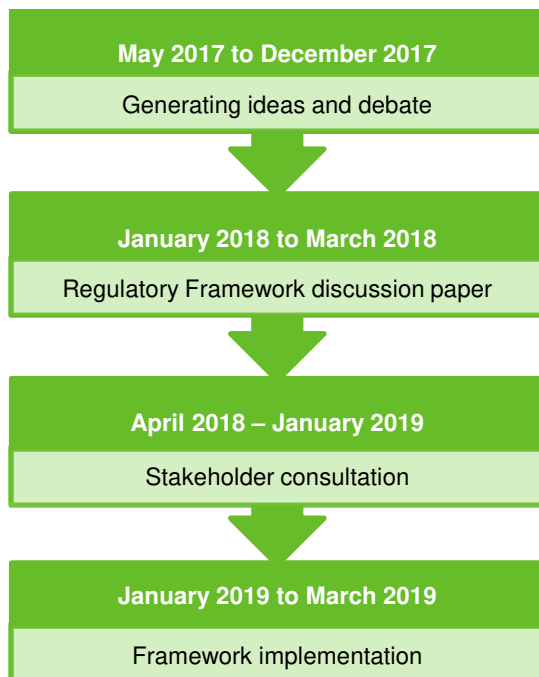 May 2017 to December 2017
Generating ideas and debate
January 2018 to March 2018
Regulatory Framework discussion paper
April 2018 – January 2019
Stakeholder consultation
January 2019 to March 2019
Framework implementation